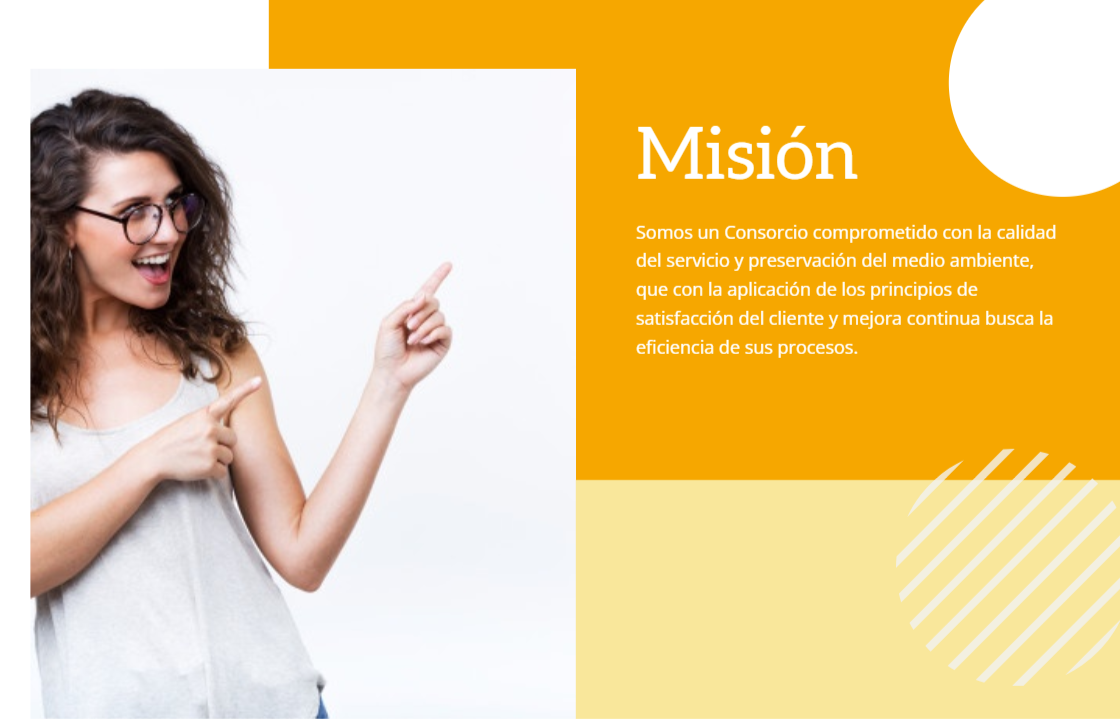 Misión
Somos un Consorcio comprometido con la calidad
del servicio y preservación del medio ambiente,
que con la aplicación de los principios de
satisfacción del cliente y mejora continua busca la
eficiencia de sus procesos.